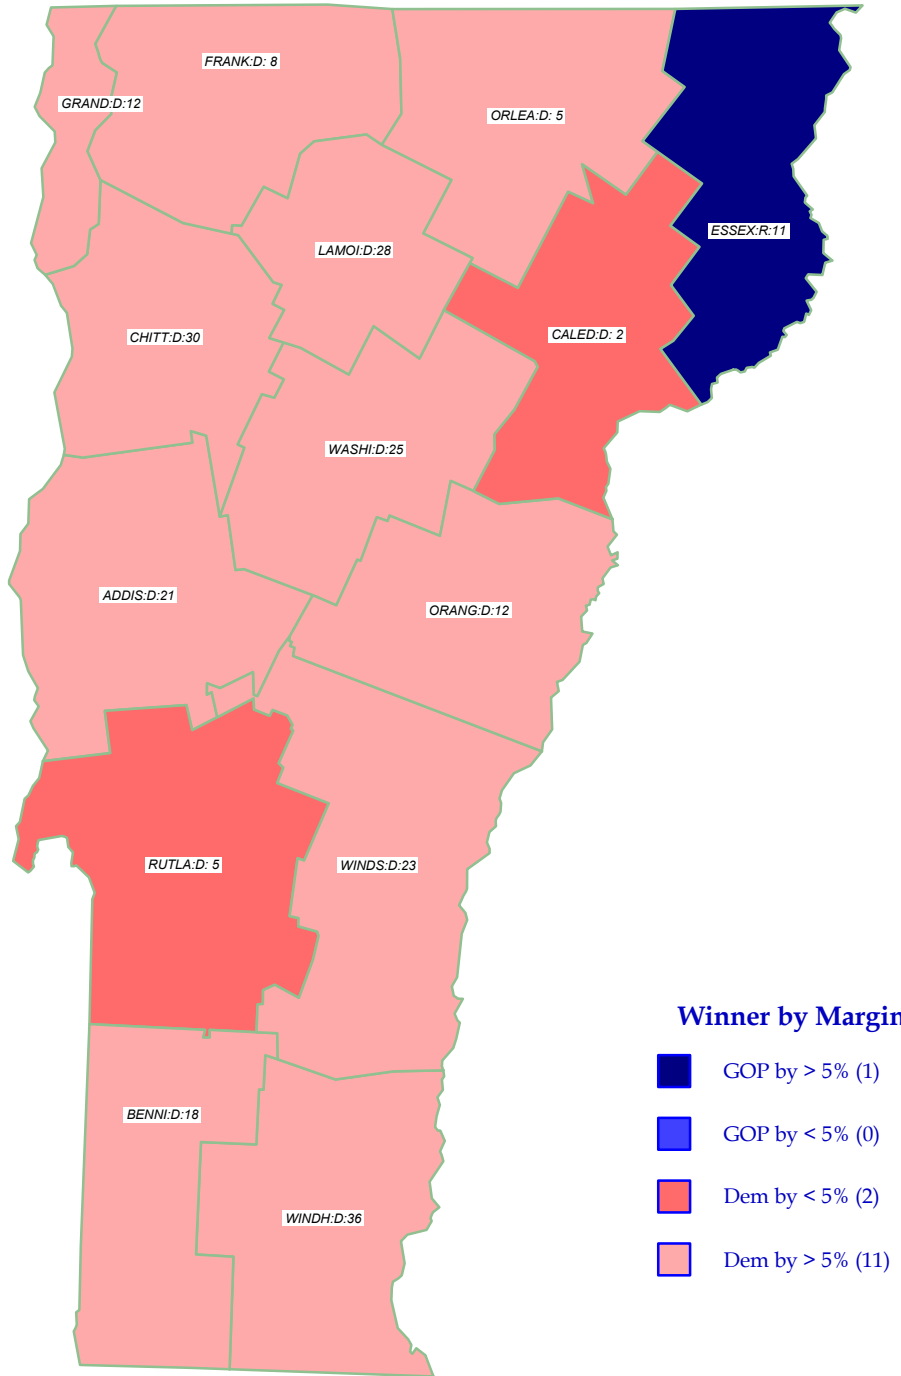 FRANK:D: 8
GRAND:D:12
ORLEA:D: 5
ESSEX:R:11
LAMOI:D:28
CHITT:D:30
CALED:D: 2
WASHI:D:25
ADDIS:D:21
ORANG:D:12
RUTLA:D: 5
WINDS:D:23
Winner by Margin
GOP by > 5% (1)
BENNI:D:18
GOP by < 5% (0)
Dem by < 5% (2)
WINDH:D:36
Dem by > 5% (11)